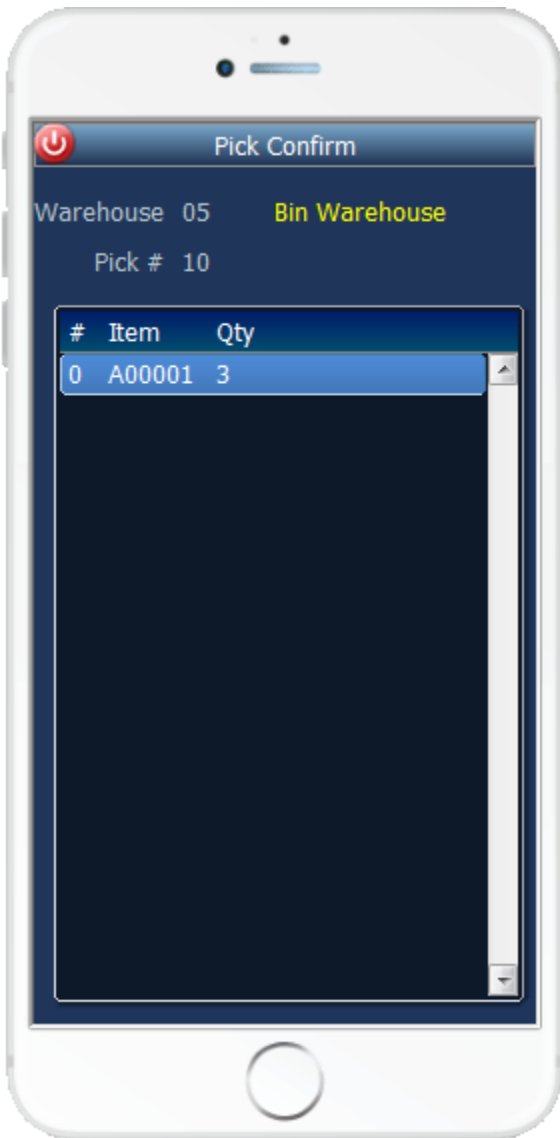 Pick Confirm
Warehouse 05 Bin Warehouse
Pick # 10
# Item Qty
0 A00001 3